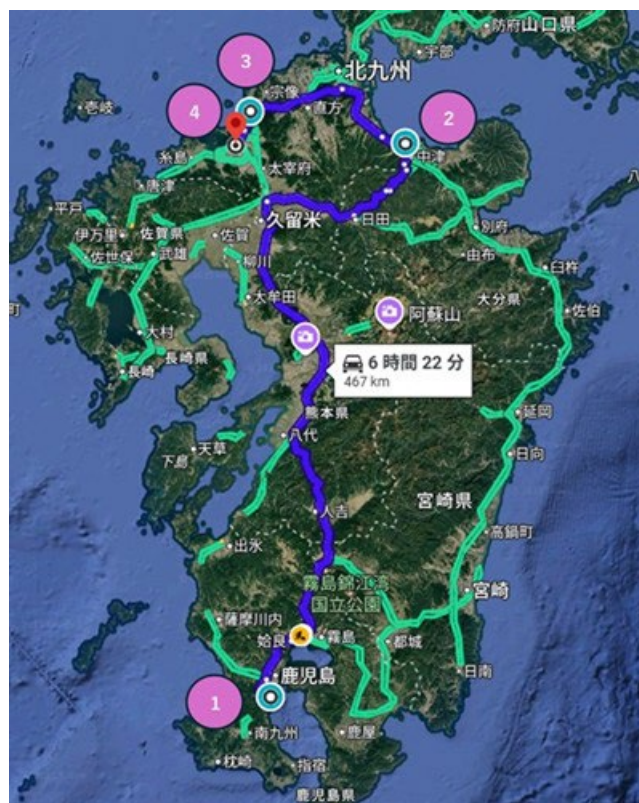 防府
山口県
宇部
北九州
3
宗像
直方
4
壱岐
2
中津
糸島
太宰府
唐津
平戸
伊万里
佐賀県
佐賀
久留米
日田
別府
佐世保
武雄
柳川
由布
臼杵
大分県
大牟田
佐伯
阿蘇山
大村
長崎県
長崎
6 時間 22 分
467 km
熊本県
延岡
天草
八代
下島
日向
人吉
宮崎県
高鍋町
出水
霧島錦江湾
国立公園
宮崎
薩摩川内
姶良
霧島
都城
鹿児島
日南
1
南九州
鹿屋
枕崎
指宿
鹿児島県